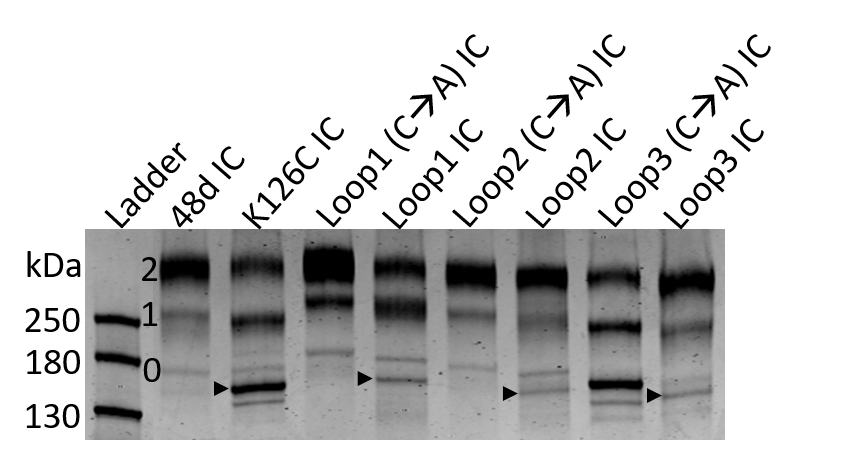 Ladder
48d IC
K126C IC
Loop1 (C→A) IC
Loop1 IC
Loop2 (C→A) IC
Loop2 IC
Loop3 (C→A) IC
Loop3 IC
kDa
250
180
130
2
1
0